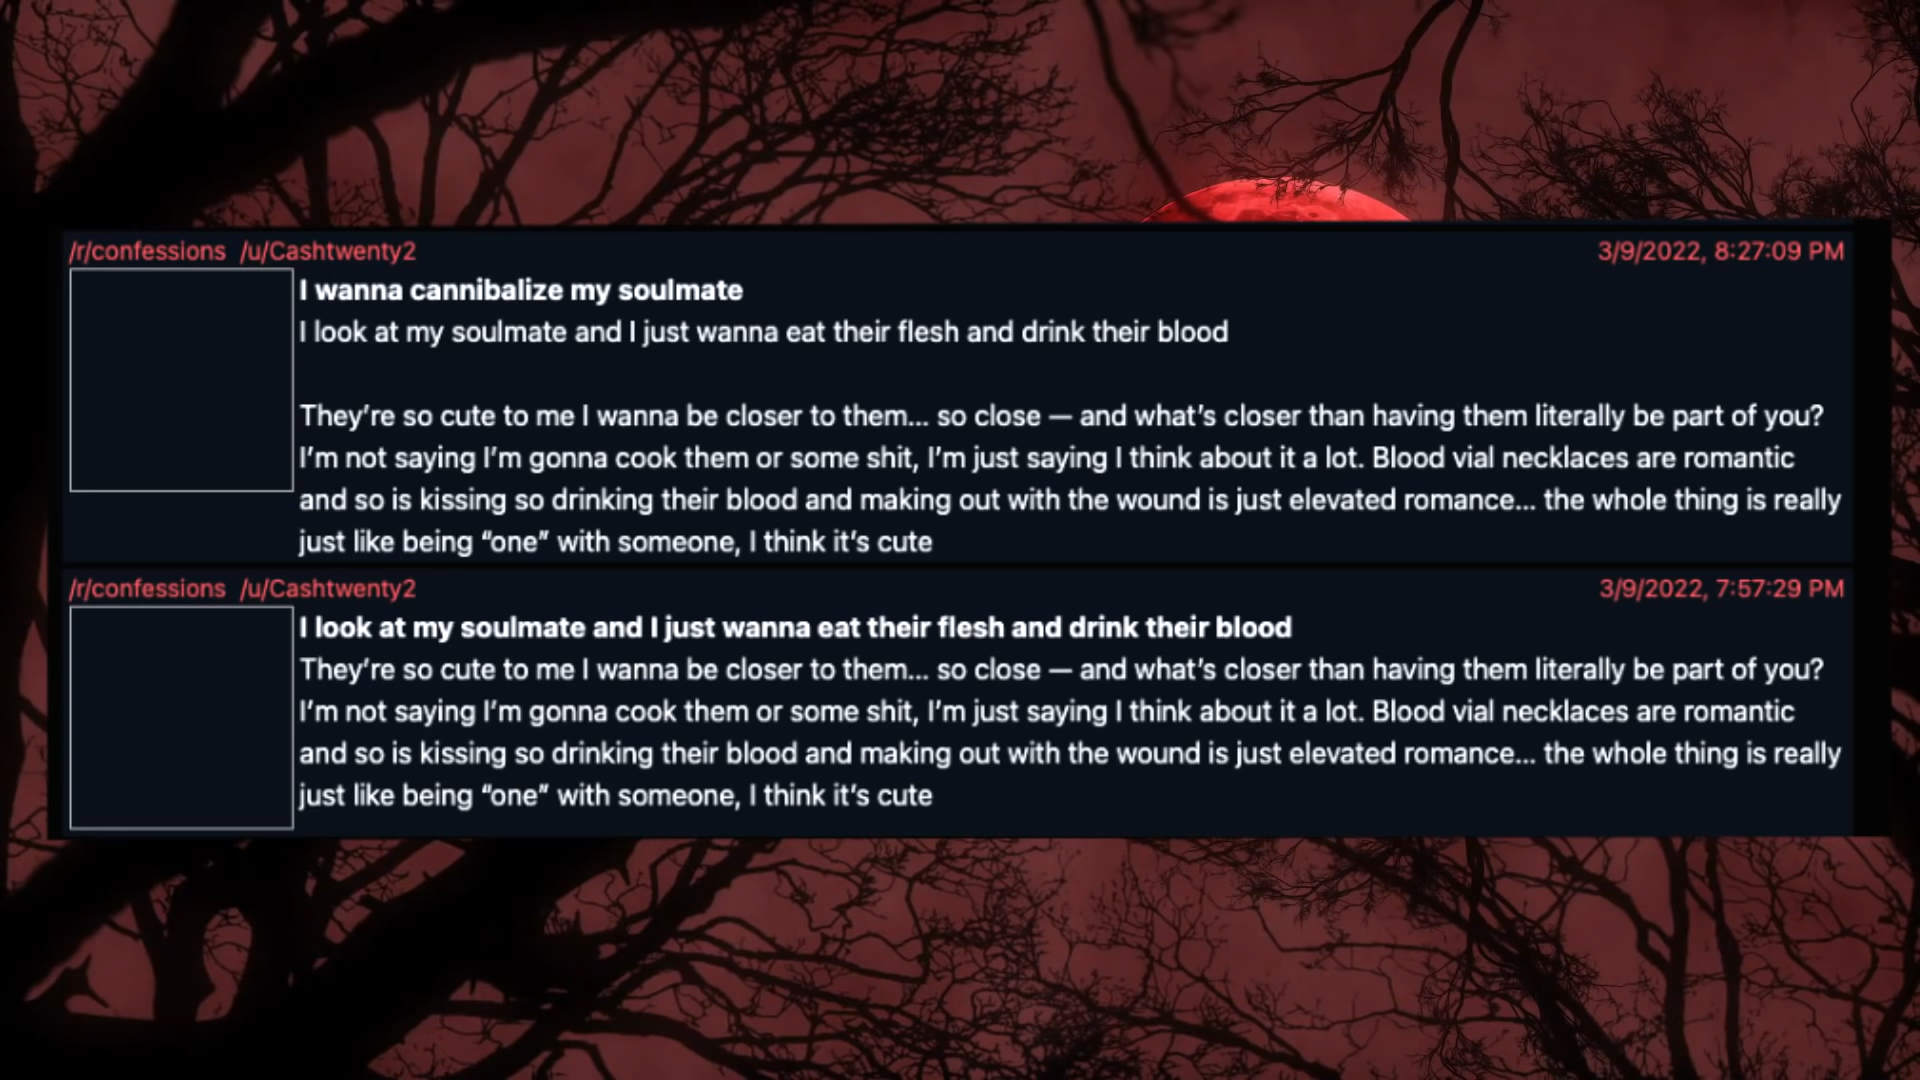 /r/confessions /u/Cashtwenty2 3/9/2022, 8:27:09 PM
I wanna cannibalize my soulmate
I look at my soulmate and I just wanna eat their flesh and drink their blood
They’re so cute to me I wanna be closer to them... so close — and what’s closer than having them literally be part of you?
I’m not saying I’m gonna cook them or some shit, I’m just saying I think about it a lot. Blood vial necklaces are romantic
and so is kissing so drinking their blood and making out with the wound is just elevated romance... the whole thing is really
just like being “one” with someone, I think it’s cute
/r/confessions /u/Cashtwenty2 3/9/2022, 7:57:29 PM
I look at my soulmate and I just wanna eat their flesh and drink their blood
They’re so cute to me I wanna be closer to them... so close — and what’s closer than having them literally be part of you?
I’m not saying I’m gonna cook them or some shit, I’m just saying I think about it a lot. Blood vial necklaces are romantic
and so is kissing so drinking their blood and making out with the wound is just elevated romance... the whole thing is really
just like being “one” with someone, I think it’s cute